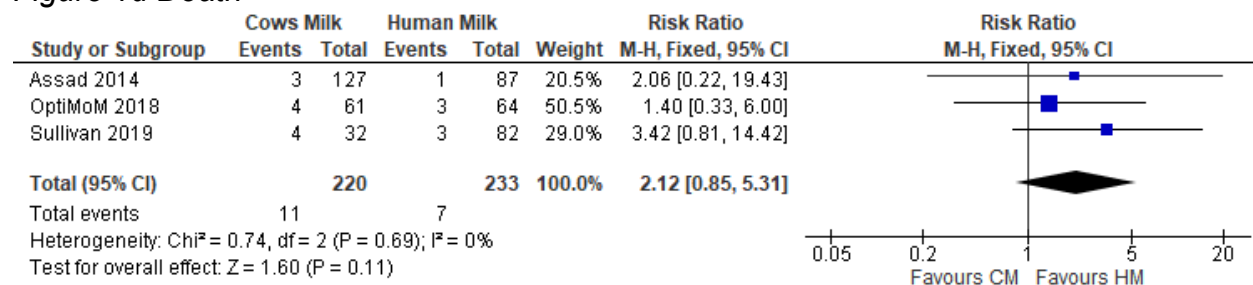 Figure 1d Death
Cows Milk Human Milk Risk Ratio Risk Ratio
Study or Subgroup Events Total Events Total Weight M-H, Fixed, 95% CI M-H, Fixed, 95% CI
Assad 2014 3 127 1 87 20.5% 2.06 [0.22, 19.43]
OptiMoM 2018 4 61 3 64 50.5% 1.40 [0.33, 6.00]
Sullivan 2019 4 32 3 82 29.0% 3.42 [0.81, 14.42]
Total (95% CI) 220 233 100.0% 2.12 [0.85, 5.31]
Total events 11 7
Heterogeneity: Chi² = 0.74, df = 2 (P = 0.69); I² = 0%
Test for overall effect: Z = 1.60 (P = 0.11)
0.05 0.2 1 5 20
Favours CM Favours HM